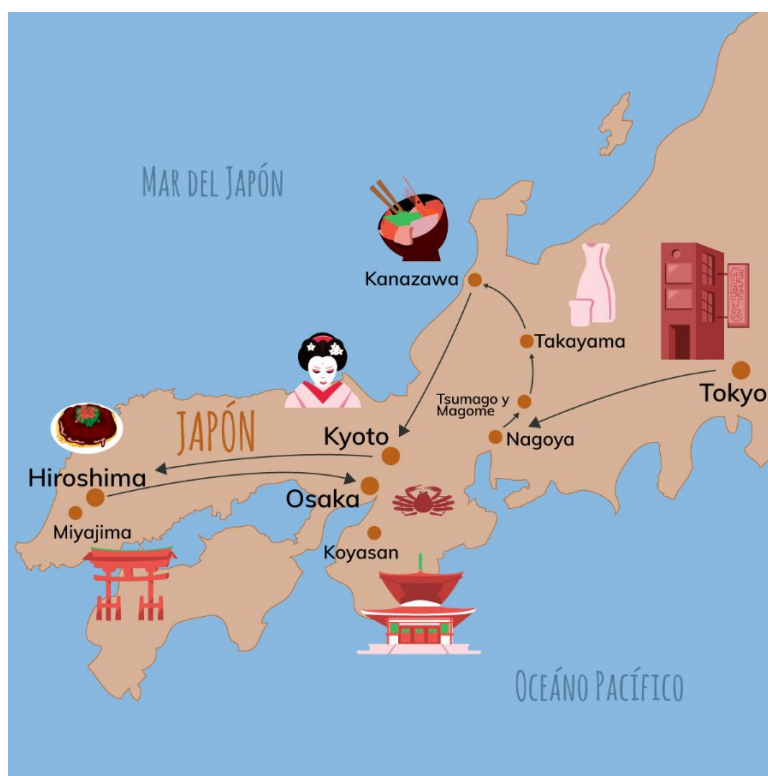 MAR DEL JAPÓN
Kanazawa
Takayama
Tokyo
Tsumago y
Magome
Nagoya
JAPÓN
Kyoto
Hiroshima
Osaka
Miyajima
Koyasan
OCEÁNO PACÍFICO